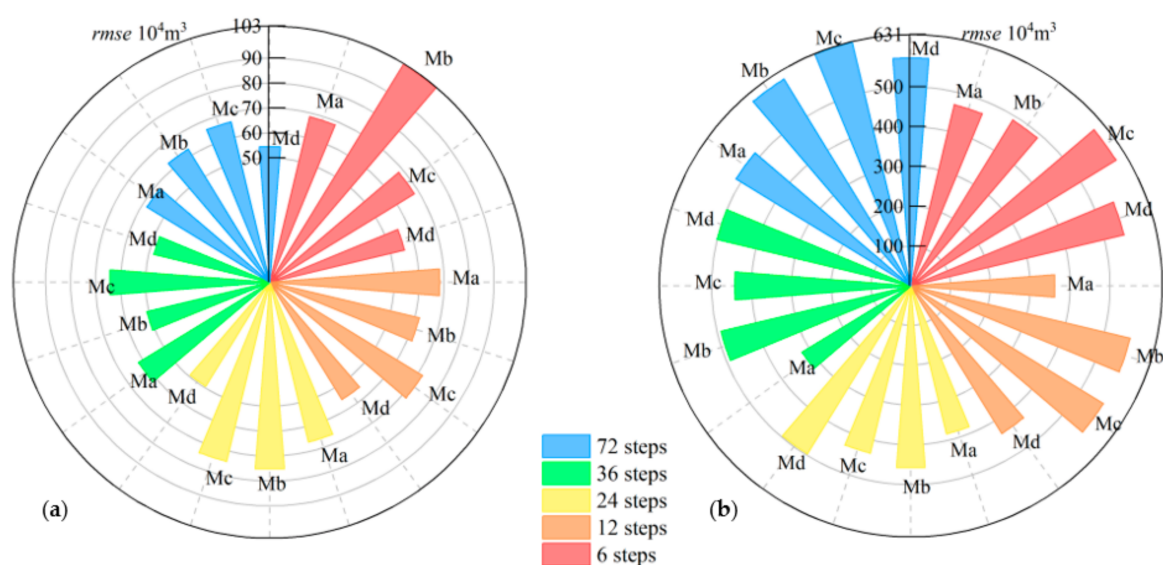 rmse 10⁴m³
103
90
80
70
60
50
Ma
Mb
Mc
Md
Ma
Mb
Mc
Md
Ma
Mb
Mc
Md
Ma
Mb
Mc
Md
Ma
Mb
Mc
Md
(a)
72 steps
36 steps
24 steps
12 steps
6 steps
631
rmse 10⁴m³
500
400
300
200
100
Ma
Mb
Mc
Md
Ma
Mb
Mc
Md
Ma
Mb
Mc
Md
Ma
Mb
Mc
Md
Ma
Mb
Mc
Md
(b)